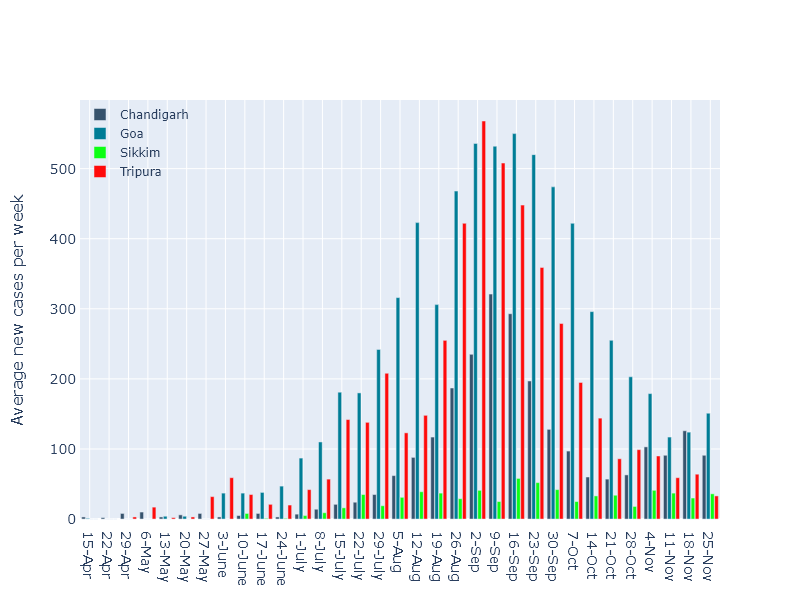 Chandigarh
Goa
Sikkim
Tripura
Average new cases per week
500
400
300
200
100
0
15-Apr
22-Apr
29-Apr
6-May
13-May
20-May
27-May
3-June
10-June
17-June
24-June
1-July
8-July
15-July
22-July
29-July
5-Aug
12-Aug
19-Aug
26-Aug
2-Sep
9-Sep
16-Sep
23-Sep
30-Sep
7-Oct
14-Oct
21-Oct
28-Oct
4-Nov
11-Nov
18-Nov
25-Nov